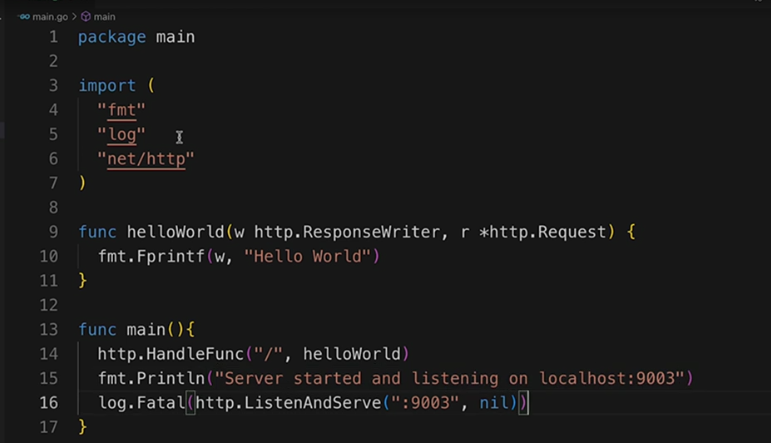 main.go > main
1 package main
2
3 import (
4 "fmt"
5 "log"
6 "net/http"
7 )
8
9 func helloWorld(w http.ResponseWriter, r *http.Request) {
10 fmt.Fprintf(w, "Hello World")
11 }
12
13 func main(){
14 http.HandleFunc("/", helloWorld)
15 fmt.Println("Server started and listening on localhost:9003")
16 log.Fatal(http.ListenAndServe(":9003", nil))
17 }